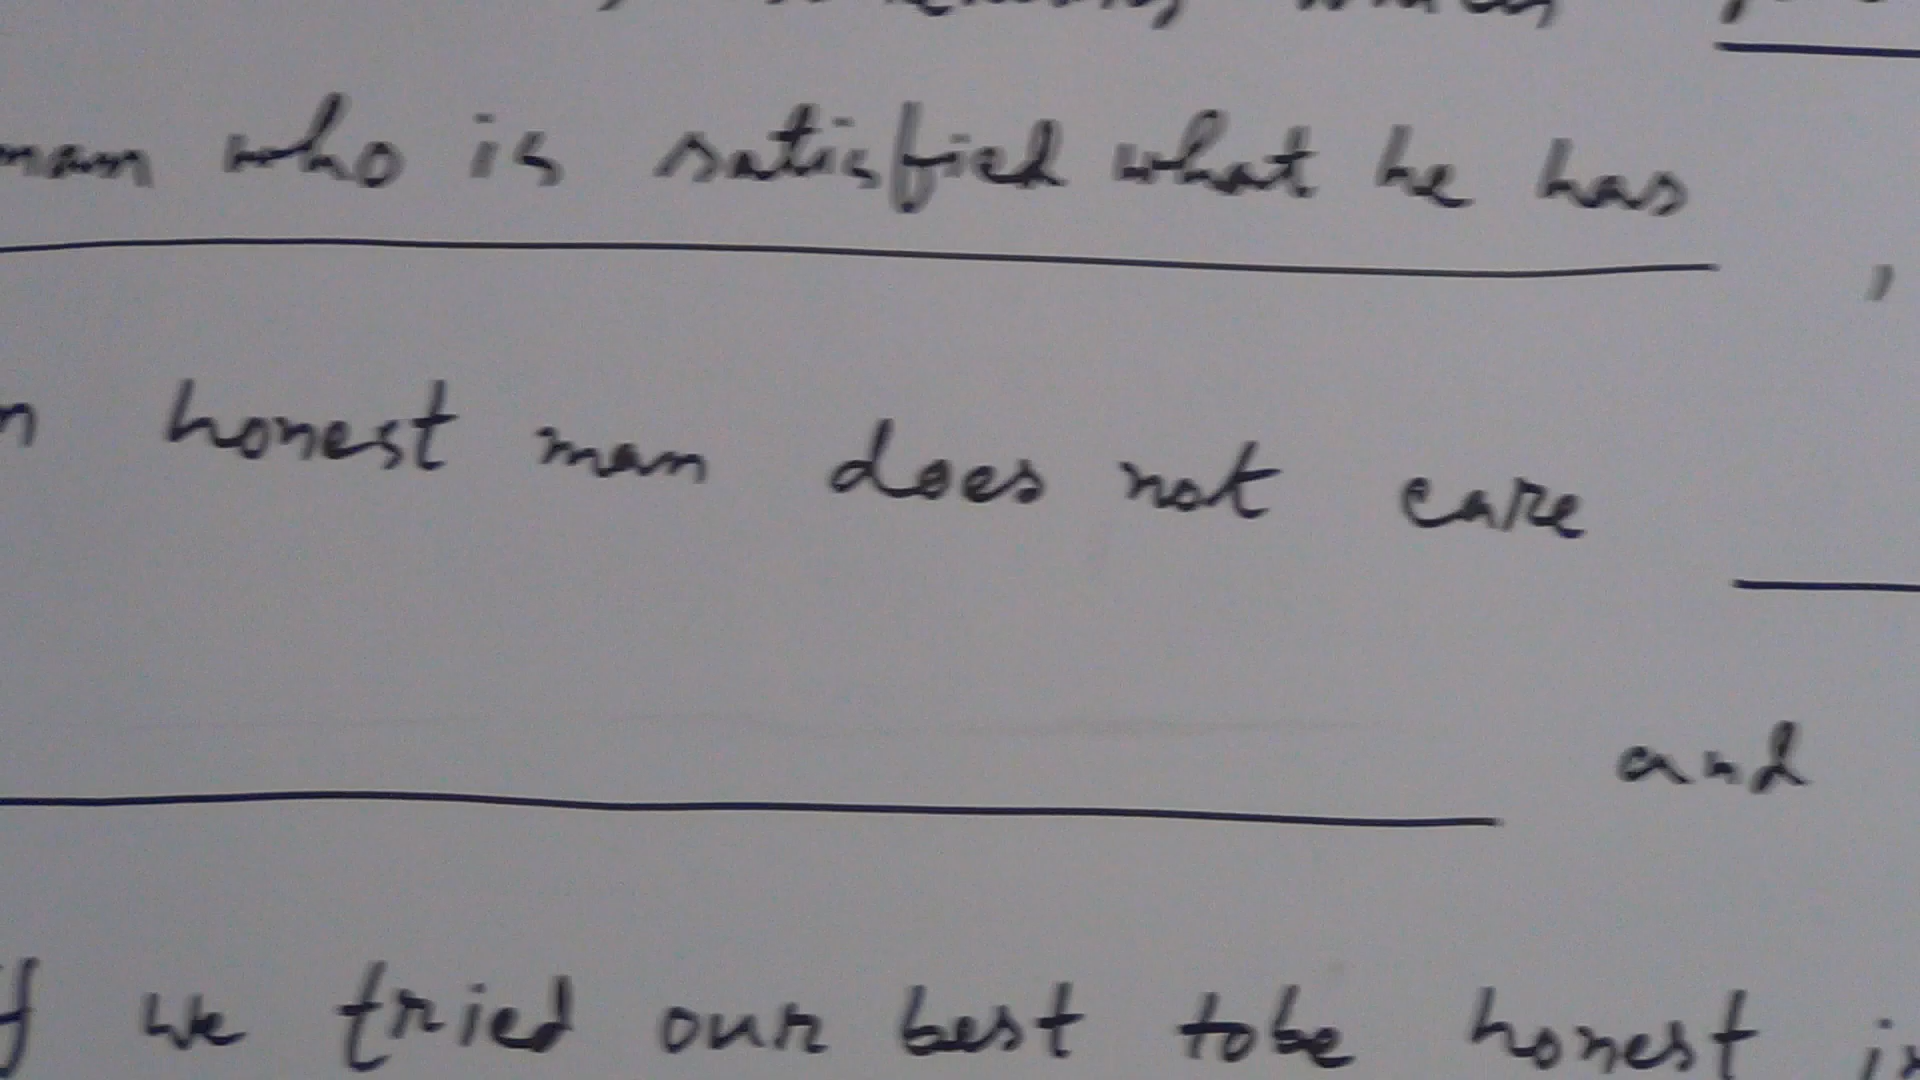 man who is satisfied what he has ,
honest man does not care
and
we tried our best tobe honest